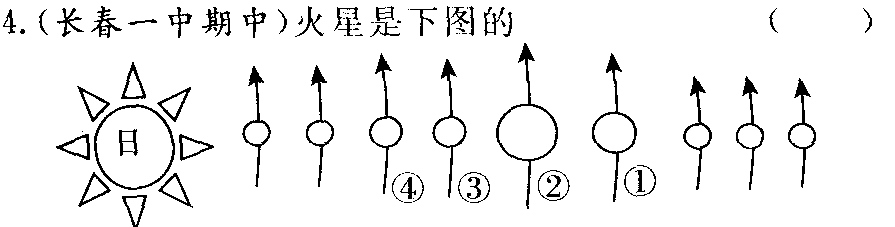 4.(长春一中期中)火星是下图的 (  )
日
④ ③ ② ①